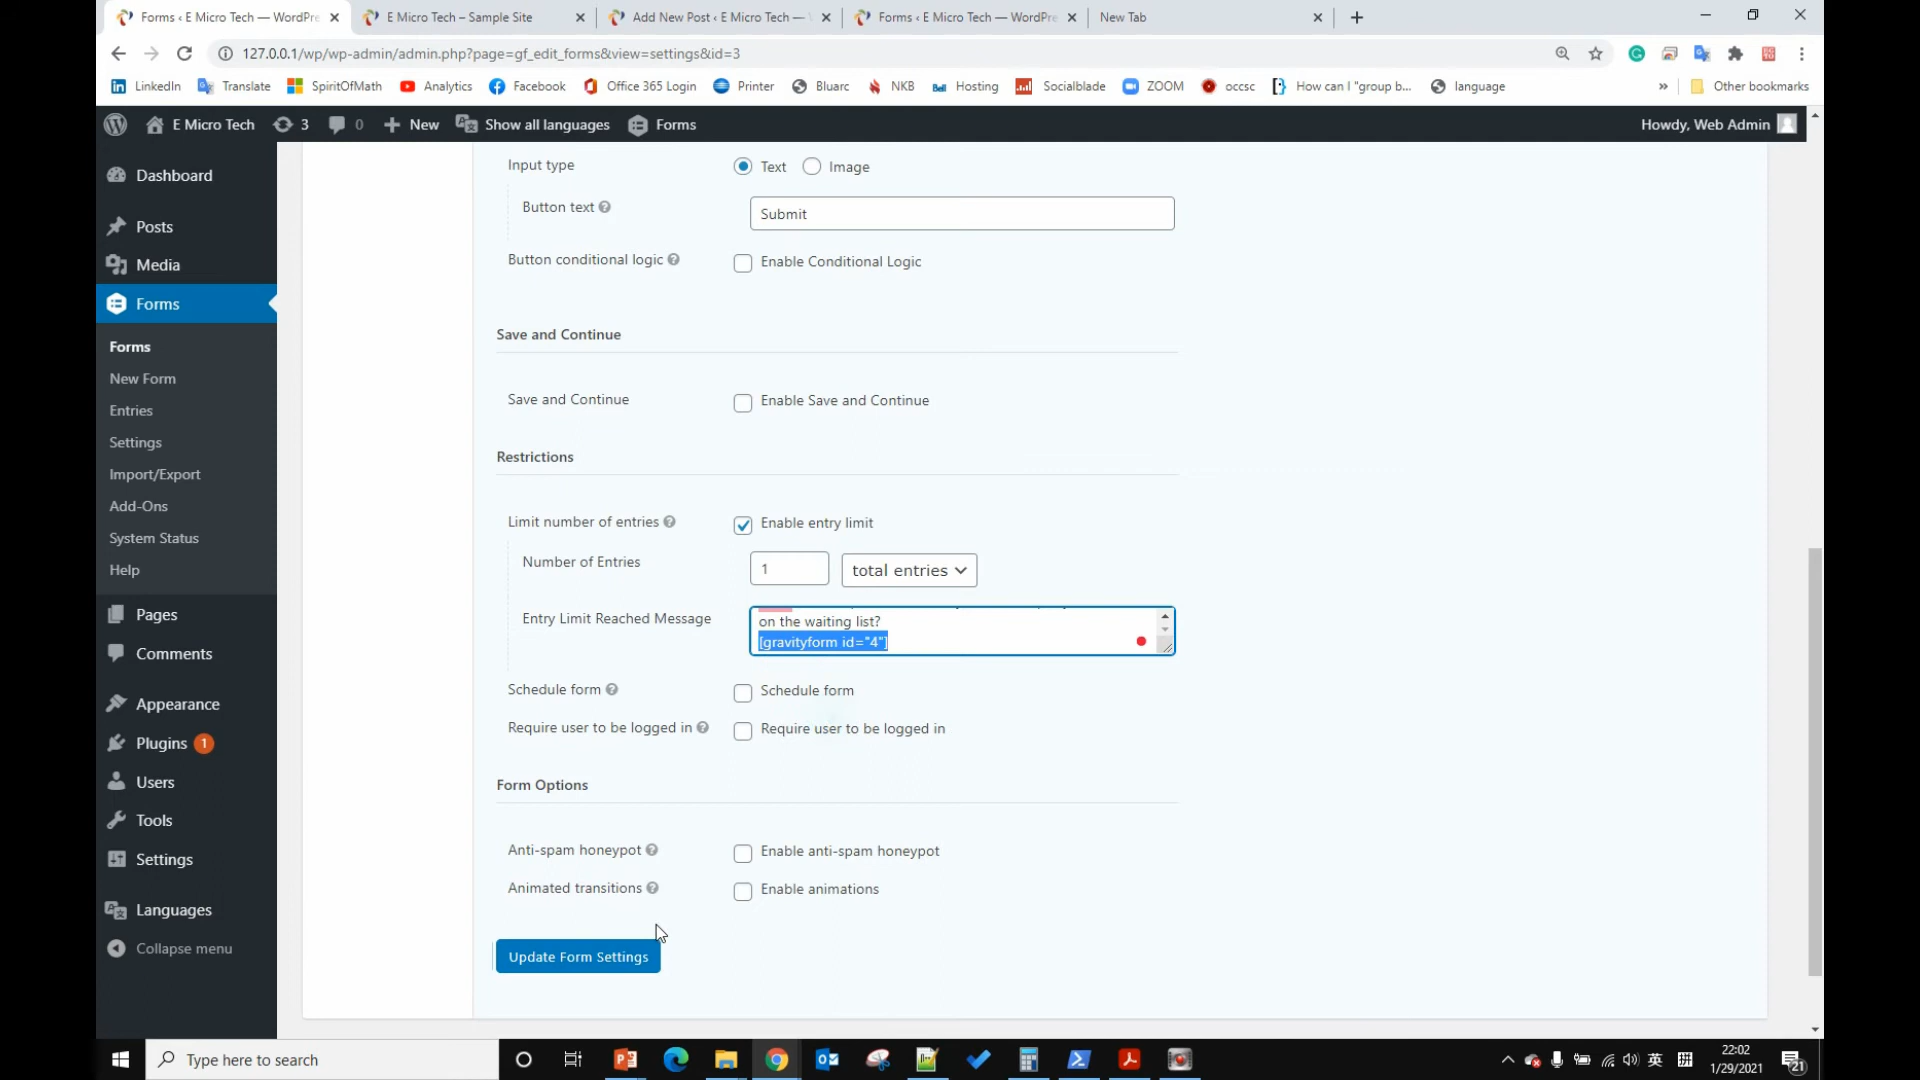 Forms ‹ E Micro Tech — WordPre
E Micro Tech – Sample Site
Add New Post ‹ E Micro Tech —
Forms ‹ E Micro Tech — WordPre
New Tab
127.0.0.1/wp/wp-admin/admin.php?page=gf_edit_forms&view=settings&id=3
LinkedIn
Translate
SpiritOfMath
Analytics
Facebook
Office 365 Login
Printer
Bluarc
NKB
Hosting
Socialblade
ZOOM
occsc
How can I "group b...
language
»
Other bookmarks
E Micro Tech
3
0
New
Show all languages
Forms
Howdy, Web Admin
Dashboard
Posts
Media
Forms
Forms
New Form
Entries
Settings
Import/Export
Add-Ons
System Status
Help
Pages
Comments
Appearance
Plugins 1
Users
Tools
Settings
Languages
Collapse menu
Input type
Text
Image
Button text
Submit
Button conditional logic
Enable Conditional Logic
Save and Continue
Save and Continue
Enable Save and Continue
Restrictions
Limit number of entries
Enable entry limit
Number of Entries
1
total entries
Entry Limit Reached Message
on the waiting list?
[gravityform id="4"]
Schedule form
Schedule form
Require user to be logged in
Require user to be logged in
Form Options
Anti-spam honeypot
Enable anti-spam honeypot
Animated transitions
Enable animations
Update Form Settings
Type here to search
英
拼
22:02
1/29/2021
21